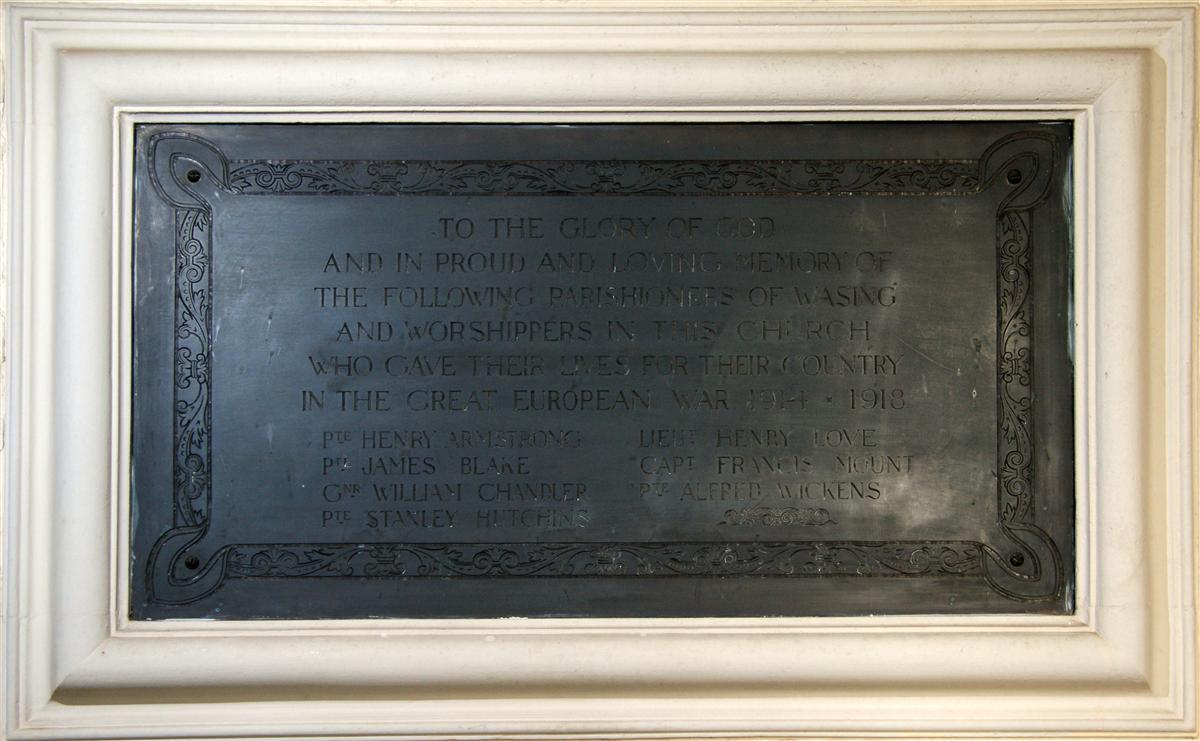 TO THE GLORY OF GOD
AND IN PROUD AND LOVING MEMORY OF
THE FOLLOWING PARISHIONERS OF WASING
AND WORSHIPPERS IN THIS CHURCH
WHO GAVE THEIR LIVES FOR THEIR COUNTRY
IN THE GREAT EUROPEAN WAR 1914 * 1918
PTE HENRY ARMSTRONG
PTE JAMES BLAKE
GNR WILLIAM CHANDLER
PTE STANLEY HUTCHINS
LIEUT HENRY LOVE
CAPT FRANCIS MOUNT
PTE ALFRED WICKENS